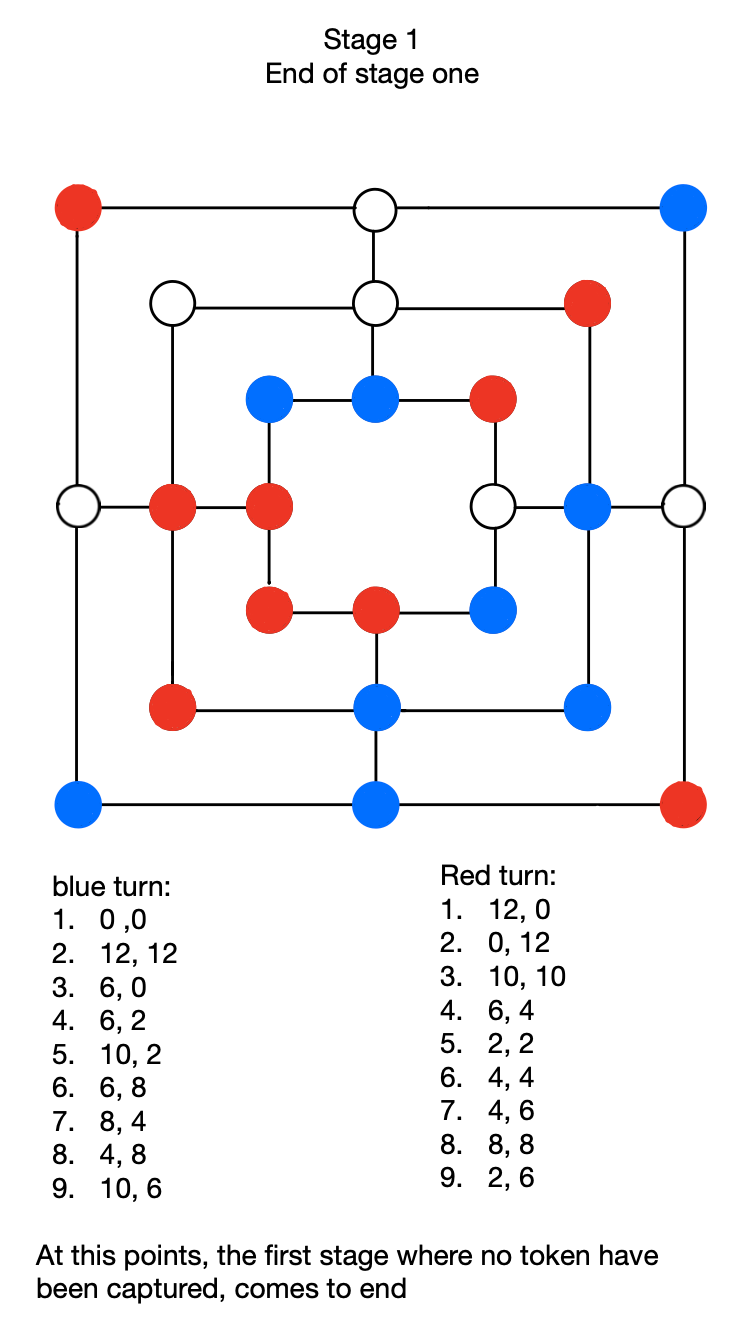 Stage 1
End of stage one
blue turn:
1. 0 ,0
2. 12, 12
3. 6, 0
4. 6, 2
5. 10, 2
6. 6, 8
7. 8, 4
8. 4, 8
9. 10, 6
Red turn:
1. 12, 0
2. 0, 12
3. 10, 10
4. 6, 4
5. 2, 2
6. 4, 4
7. 4, 6
8. 8, 8
9. 2, 6
At this points, the first stage where no token have
been captured, comes to end